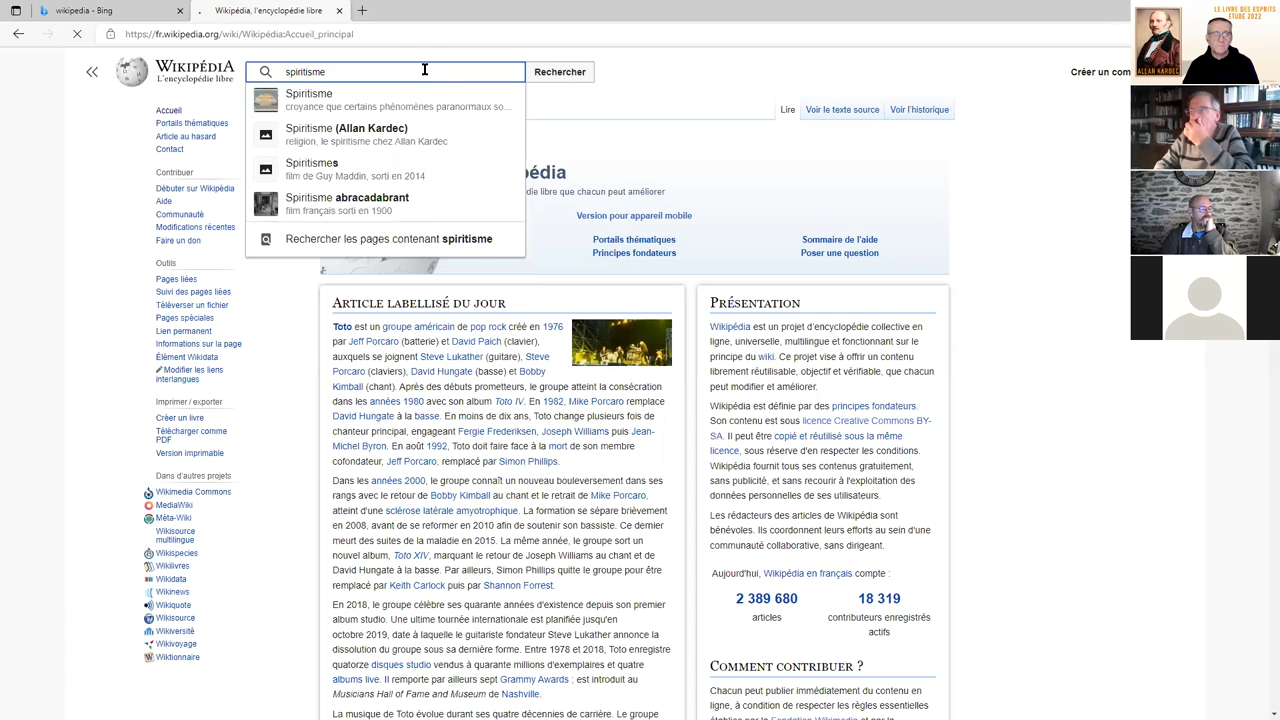 wikipedia - Bing
Wikipédia, l'encyclopédie libre
https://fr.wikipedia.org/wiki/Wikipédia:Accueil_principal
WIKIPÉDIA
L'encyclopédie libre
spiritisme
Rechercher
Créer un com
Spiritisme
croyance que certains phénomènes paranormaux so...
Spiritisme (Allan Kardec)
religion, le spiritisme chez Allan Kardec
Spiritismes
film de Guy Maddin, sorti en 2014
Spiritisme abracadabrant
film français sorti en 1900
Rechercher les pages contenant spiritisme
Lire
Voir le texte source
Voir l'historique
Accueil
Portails thématiques
Article au hasard
Contact
Contribuer
Débuter sur Wikipédia
Aide
Communauté
Modifications récentes
Faire un don
Outils
Pages liées
Suivi des pages liées
Téléverser un fichier
Pages spéciales
Lien permanent
Informations sur la page
Élément Wikidata
Modifier les liens
interlangues
Imprimer / exporter
Créer un livre
Télécharger comme
PDF
Version imprimable
Dans d'autres projets
Wikimedia Commons
MediaWiki
Méta-Wiki
Wikisource
multilingue
Wikispecies
Wikilivres
Wikidata
Wikinews
Wikiquote
Wikisource
Wikiversité
Wikivoyage
Wiktionnaire
pédia
die libre que chacun peut améliorer
Version pour appareil mobile
Portails thématiques
Principes fondateurs
Sommaire de l'aide
Poser une question
Article labellisé du jour
Toto est un groupe américain de pop rock créé en 1976
par Jeff Porcaro (batterie) et David Paich (clavier),
auxquels se joignent Steve Lukather (guitare), Steve
Porcaro (claviers), David Hungate (basse) et Bobby
Kimball (chant). Après des débuts prometteurs, le groupe atteint la consécration
dans les années 1980 avec son album Toto IV. En 1982, Mike Porcaro remplace
David Hungate à la basse. En moins de dix ans, Toto change plusieurs fois de
chanteur principal, engageant Fergie Frederiksen, Joseph Williams puis Jean-
Michel Byron. En août 1992, Toto doit faire face à la mort de son membre
cofondateur, Jeff Porcaro, remplacé par Simon Phillips.
Dans les années 2000, le groupe connaît un nouveau bouleversement dans ses
rangs avec le retour de Bobby Kimball au chant et le retrait de Mike Porcaro,
atteint d'une sclérose latérale amyotrophique. La formation se sépare brièvement
en 2008, avant de se reformer en 2010 afin de soutenir son bassiste. Ce dernier
meurt des suites de la maladie en 2015. La même année, le groupe sort un
nouvel album, Toto XIV, marquant le retour de Joseph Williams au chant et de
David Hungate à la basse. Par ailleurs, Simon Phillips quitte le groupe pour être
remplacé par Keith Carlock puis par Shannon Forrest.
En 2018, le groupe célèbre ses quarante années d'existence depuis son premier
album studio. Une ultime tournée internationale est planifiée jusqu'en
octobre 2019, date à laquelle le guitariste fondateur Steve Lukather annonce la
dissolution du groupe sous sa dernière forme. Entre 1978 et 2018, Toto enregistre
quatorze disques studio vendus à quarante millions d'exemplaires et quatre
albums live. Il remporte par ailleurs sept Grammy Awards ; est introduit au
Musicians Hall of Fame and Museum de Nashville.
La musique de Toto évolue durant ses quatre décennies de carrière. Le groupe
Présentation
Wikipédia est un projet d'encyclopédie collective en
ligne, universelle, multilingue et fonctionnant sur le
principe du wiki. Ce projet vise à offrir un contenu
librement réutilisable, objectif et vérifiable, que chacun
peut modifier et améliorer.
Wikipédia est définie par des principes fondateurs.
Son contenu est sous licence Creative Commons BY-
SA. Il peut être copié et réutilisé sous la même
licence, sous réserve d'en respecter les conditions.
Wikipédia fournit tous ses contenus gratuitement,
sans publicité, et sans recourir à l'exploitation des
données personnelles de ses utilisateurs.
Les rédacteurs des articles de Wikipédia sont
bénévoles. Ils coordonnent leurs efforts au sein d'une
communauté collaborative, sans dirigeant.
Aujourd'hui, Wikipédia en français compte :
2 389 680
articles
18 319
contributeurs enregistrés
actifs
Comment contribuer ?
Chacun peut publier immédiatement du contenu en
ligne, à condition de respecter les règles essentielles
établies par la Fondation Wikimedia et par la
LE LIVRE DES ESPRITS
ETUDE 2022
ALLAN KARDEC